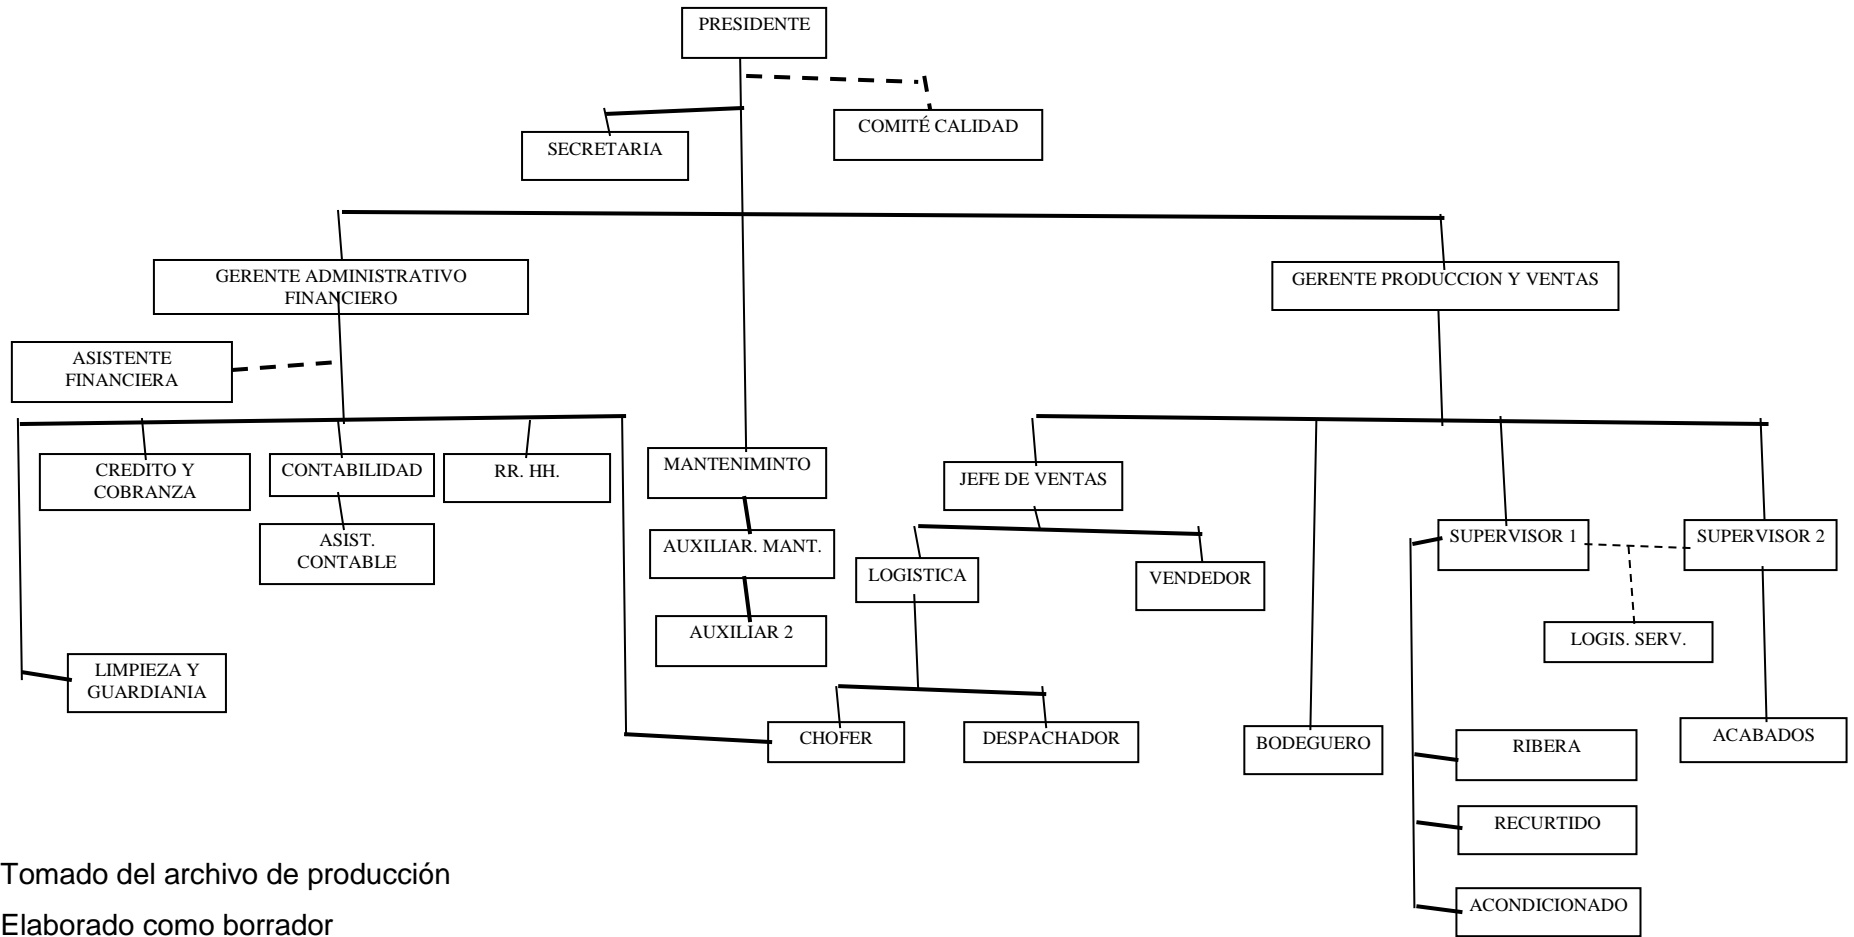 PRESIDENTE
COMITÉ CALIDAD
SECRETARIA
GERENTE ADMINISTRATIVO
FINANCIERO
GERENTE PRODUCCION Y VENTAS
ASISTENTE
FINANCIERA
CREDITO Y
COBRANZA
CONTABILIDAD
RR. HH.
MANTENIMINTO
JEFE DE VENTAS
ASIST.
CONTABLE
AUXILIAR. MANT.
SUPERVISOR 1
SUPERVISOR 2
LOGISTICA
VENDEDOR
AUXILIAR 2
LOGIS. SERV.
LIMPIEZA Y
GUARDIANIA
CHOFER
DESPACHADOR
BODEGUERO
RIBERA
ACABADOS
RECURTIDO
ACONDICIONADO
Tomado del archivo de producción
Elaborado como borrador